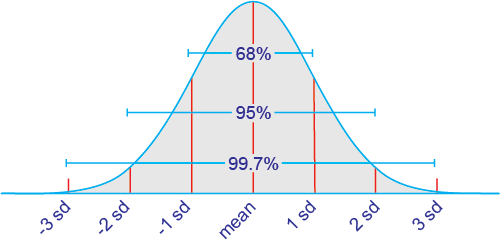 68%
95%
99.7%
-3 sd
-2 sd
-1 sd
mean
1 sd
2 sd
3 sd